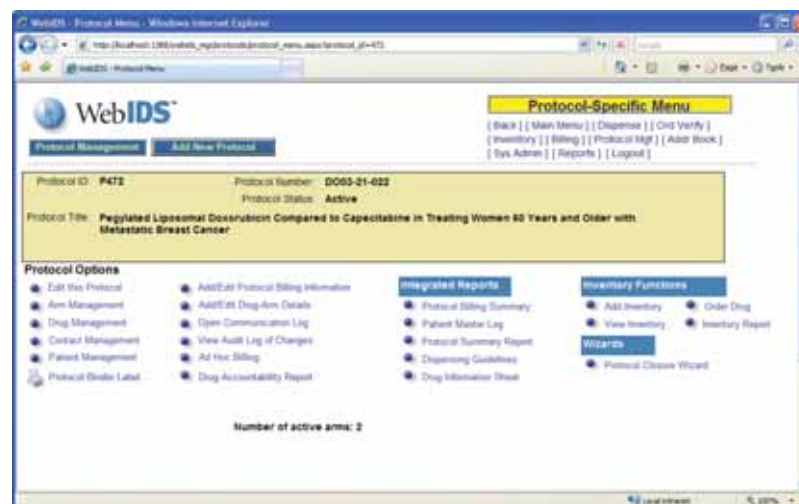 WebIDS - Protocol Menu - Windows Internet Explorer
WebIDS - Protocol Menu
WebIDS
Protocol-Specific Menu
[ Back ] [ Main Menu ] [ Dispense ] [ Ord Verify ]
[ Inventory ] [ Billing ] [ Protocol Mgt ] [ Addr Book ]
[ Sys Admin ] [ Reports ] [ Logout ]
Protocol Management
Add New Protocol
Protocol ID: P472
Protocol Number: DO03-21-022
Protocol Status: Active
Protocol Title: Pegylated Liposomal Doxorubicin Compared to Capecitabine in Treating Women 60 Years and Older with
Metastatic Breast Cancer
Protocol Options
Edit this Protocol
Arm Management
Drug Management
Contact Management
Patient Management
Protocol Binder Label
Add/Edit Protocol Billing Information
Add/Edit Drug-Arm Details
Open Communication Log
View Audit Log of Changes
Ad Hoc Billing
Drug Accountability Report
Integrated Reports
Protocol Billing Summary
Patient Master Log
Protocol Summary Report
Dispensing Guidelines
Drug Information Sheet
Inventory Functions
Add Inventory
Order Drug
View Inventory
Inventory Report
Wizards
Protocol Closure Wizard
Number of active arms: 2
Local intranet